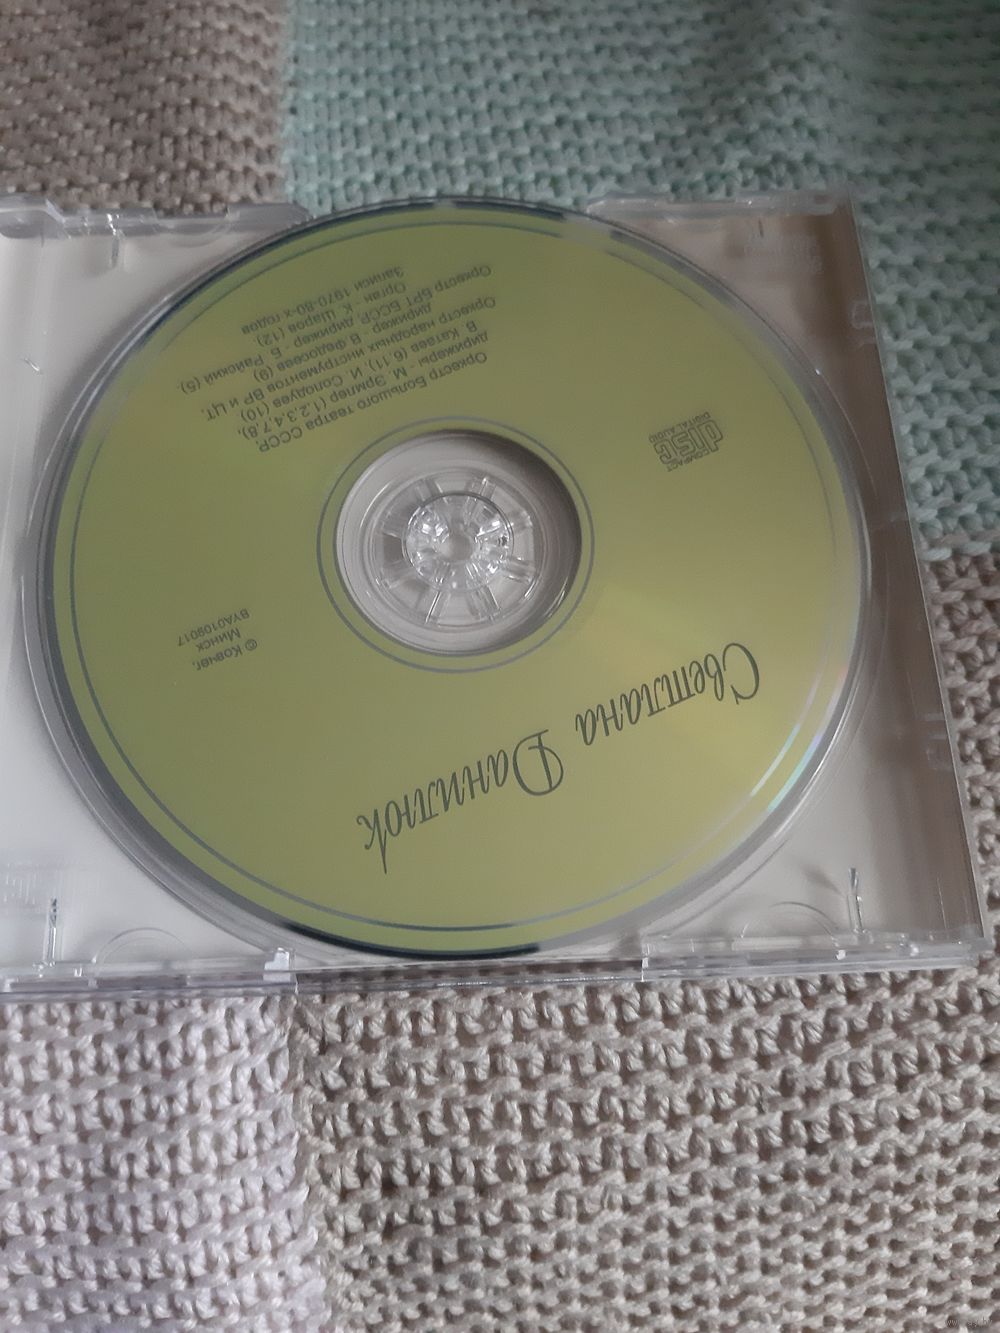 Светлана Данилюк
© Ковчег,
Минск
BYA0109017
COMPACT
disc
DIGITAL AUDIO
Оркестр Большого театра СССР,
дирижеры - М. Эрмлер (1,2,3,4,7,8),
В. Катаев (6,11), И. Солодуев (10).
Оркестр народных инструментов ВР и ЦТ,
дирижер - В. Федосеев (9)
Оркестр БРТ БССР, дирижер - Б. Райский (5)
Орган - К. Шаров (12)
Записи 1970-80-х годов